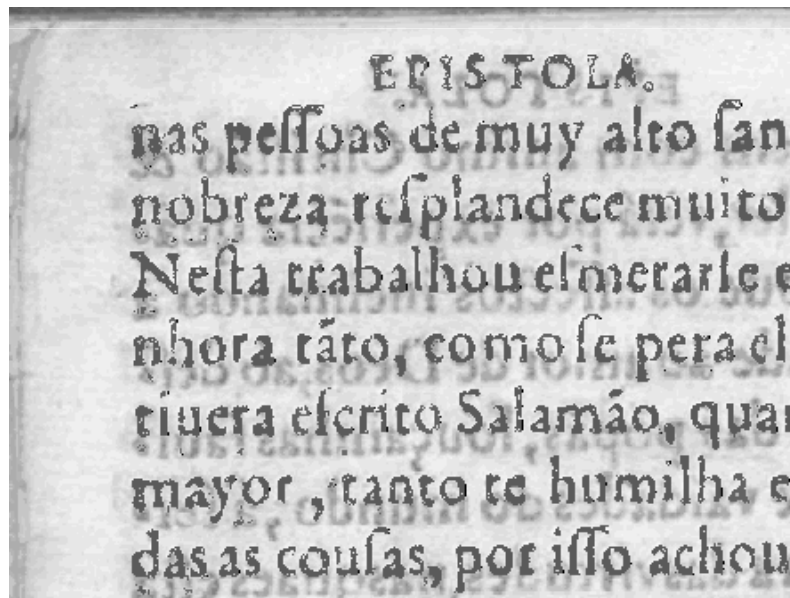 EPISTOLA.
nas peſſoas de muy alto ſan
nobreza reſplandece muito
Neſta trabalhou eſmerarſe e
nhora tãto, como ſe pera el
tiuera eſcrito Salamão, quan
mayor, tanto te humilha e
das as couſas, por iſſo achou